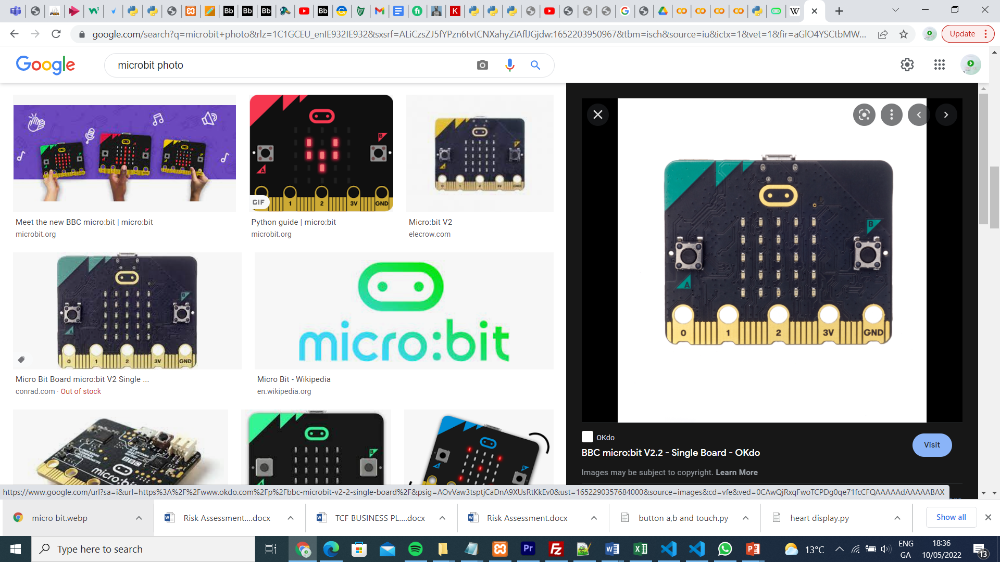 google.com/search?q=microbit+photo&rlz=1C1GCEU_enIE932IE932&sxsrf=ALiCzsZJ5fYPzn6tvtCNXahyZiAflJGjdw:1652203950967&tbm=isch&source=iu&ictx=1&vet=1&fir=aGlO4YSCtbMW...
Update
Google
microbit photo
B
A
GIF
1 2 3V GND
0 1 2 3V GND
Meet the new BBC micro:bit | micro:bit
microbit.org
Python guide | micro:bit
microbit.org
Micro:bit V2
elecrow.com
B
A
0 1 2 3V GND
micro:bit
Micro Bit Board micro:bit V2 Single ...
conrad.com · Out of stock
Micro Bit - Wikipedia
en.wikipedia.org
BBC
micro:bit
B
B
A
0 1 2 3V GND
OKdo
BBC micro:bit V2.2 - Single Board - OKdo
Visit
Images may be subject to copyright. Learn More
https://www.google.com/url?sa=i&url=https%3A%2F%2Fwww.okdo.com%2Fp%2Fbbc-microbit-v2-2-single-board%2F&psig=AOvVaw3tsptjCaDnA9XUsRtKkEv0&ust=1652290357684000&source=images&cd=vfe&ved=0CAwQjRxqFwoTCPDg0qe71fcCFQAAAAAdAAAAABAX
micro bit.webp
Risk Assessment....docx
TCF BUSINESS PL....docx
Risk Assessment.docx
button a,b and touch.py
heart display.py
Show all
Type here to search
13°C
ENG
GA
18:36
10/05/2022
13